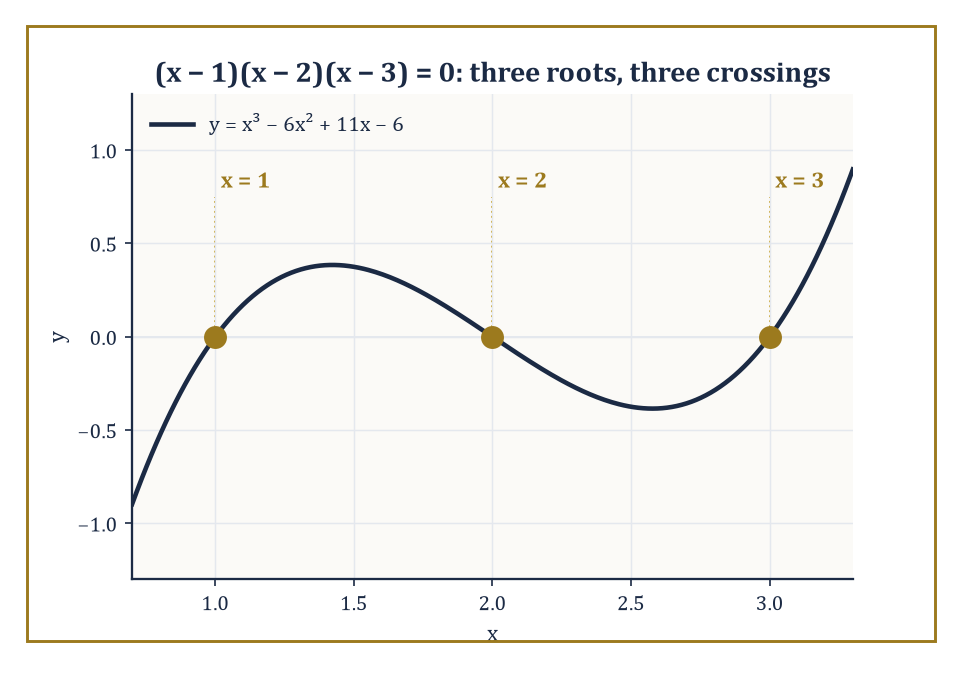 (x − 1)(x − 2)(x − 3) = 0: three roots, three crossings
y = x³ − 6x² + 11x − 6
1.0
x = 1
x = 2
x = 3
0.5
y
0.0
−0.5
−1.0
1.0
1.5
2.0
2.5
3.0
x